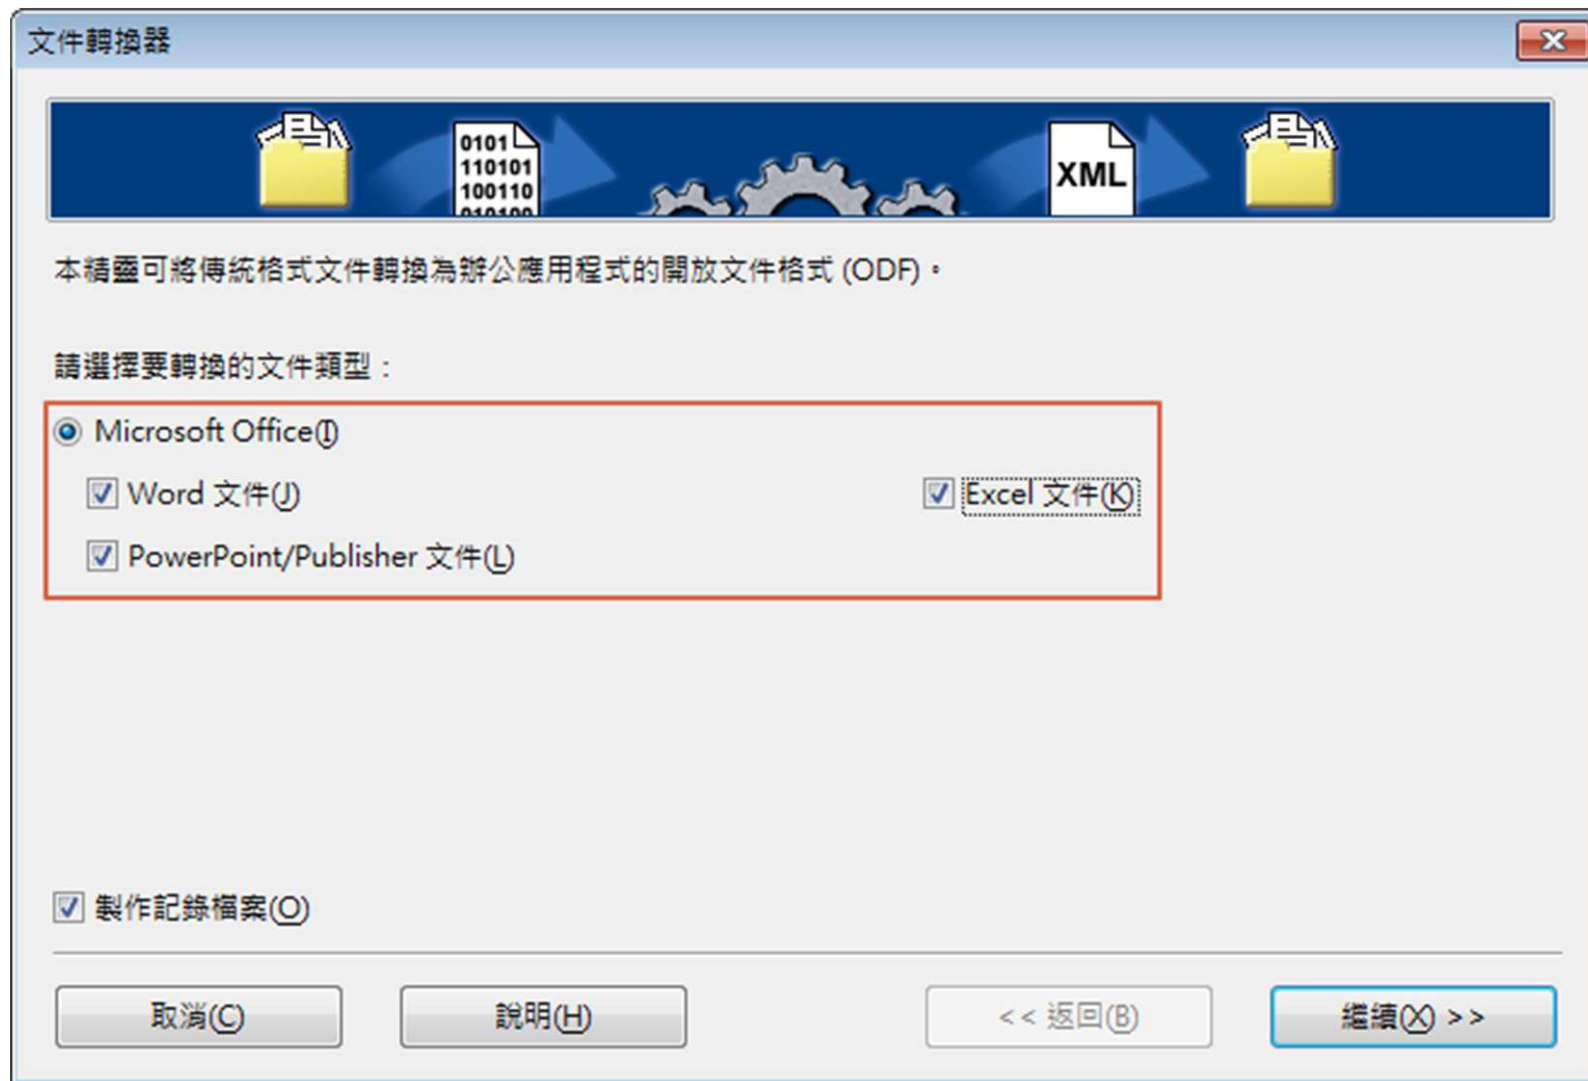 文件轉換器
0101
110101
100110
010100
XML
本精靈可將傳統格式文件轉換為辦公應用程式的開放文件格式 (ODF)。
請選擇要轉換的文件類型：
Microsoft Office(I)
Word 文件(J)
Excel 文件(K)
PowerPoint/Publisher 文件(L)
製作記錄檔案(O)
取消(C)
說明(H)
<< 返回(B)
繼續(X) >>